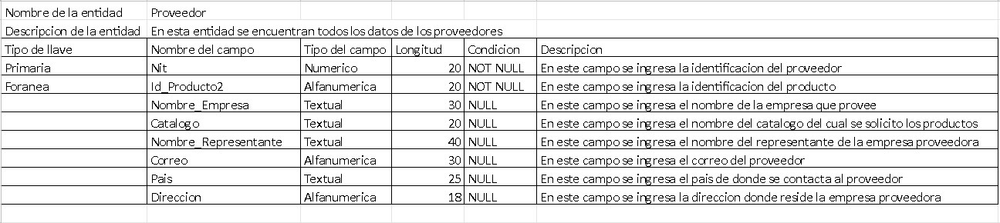 Nombre de la entidad Proveedor
Descripcion de la entidad En esta entidad se encuentran todos los datos de los proveedores
Tipo de llave Nombre del campo Tipo del campo Longitud Condicion Descripcion
Primaria Nit Numerico 20 NOT NULL En este campo se ingresa la identificacion del proveedor
Foranea Id_Producto2 Alfanumerica 20 NOT NULL En este campo se ingresa la identificacion del producto
Nombre_Empresa Textual 30 NULL En este campo se ingresa el nombre de la empresa que provee
Catalogo Textual 20 NULL En este campo se ingresa el nombre del catalogo del cual se solicito los productos
Nombre_Representante Textual 40 NULL En este campo se ingresa el nombre del representante de la empresa proveedora
Correo Alfanumerica 30 NULL En este campo se ingresa el correo del proveedor
Pais Textual 25 NULL En este campo se ingresa el pais de donde se contacta al proveedor
Direccion Alfanumerica 18 NULL En este campo se ingresa la direccion donde reside la empresa proveedora